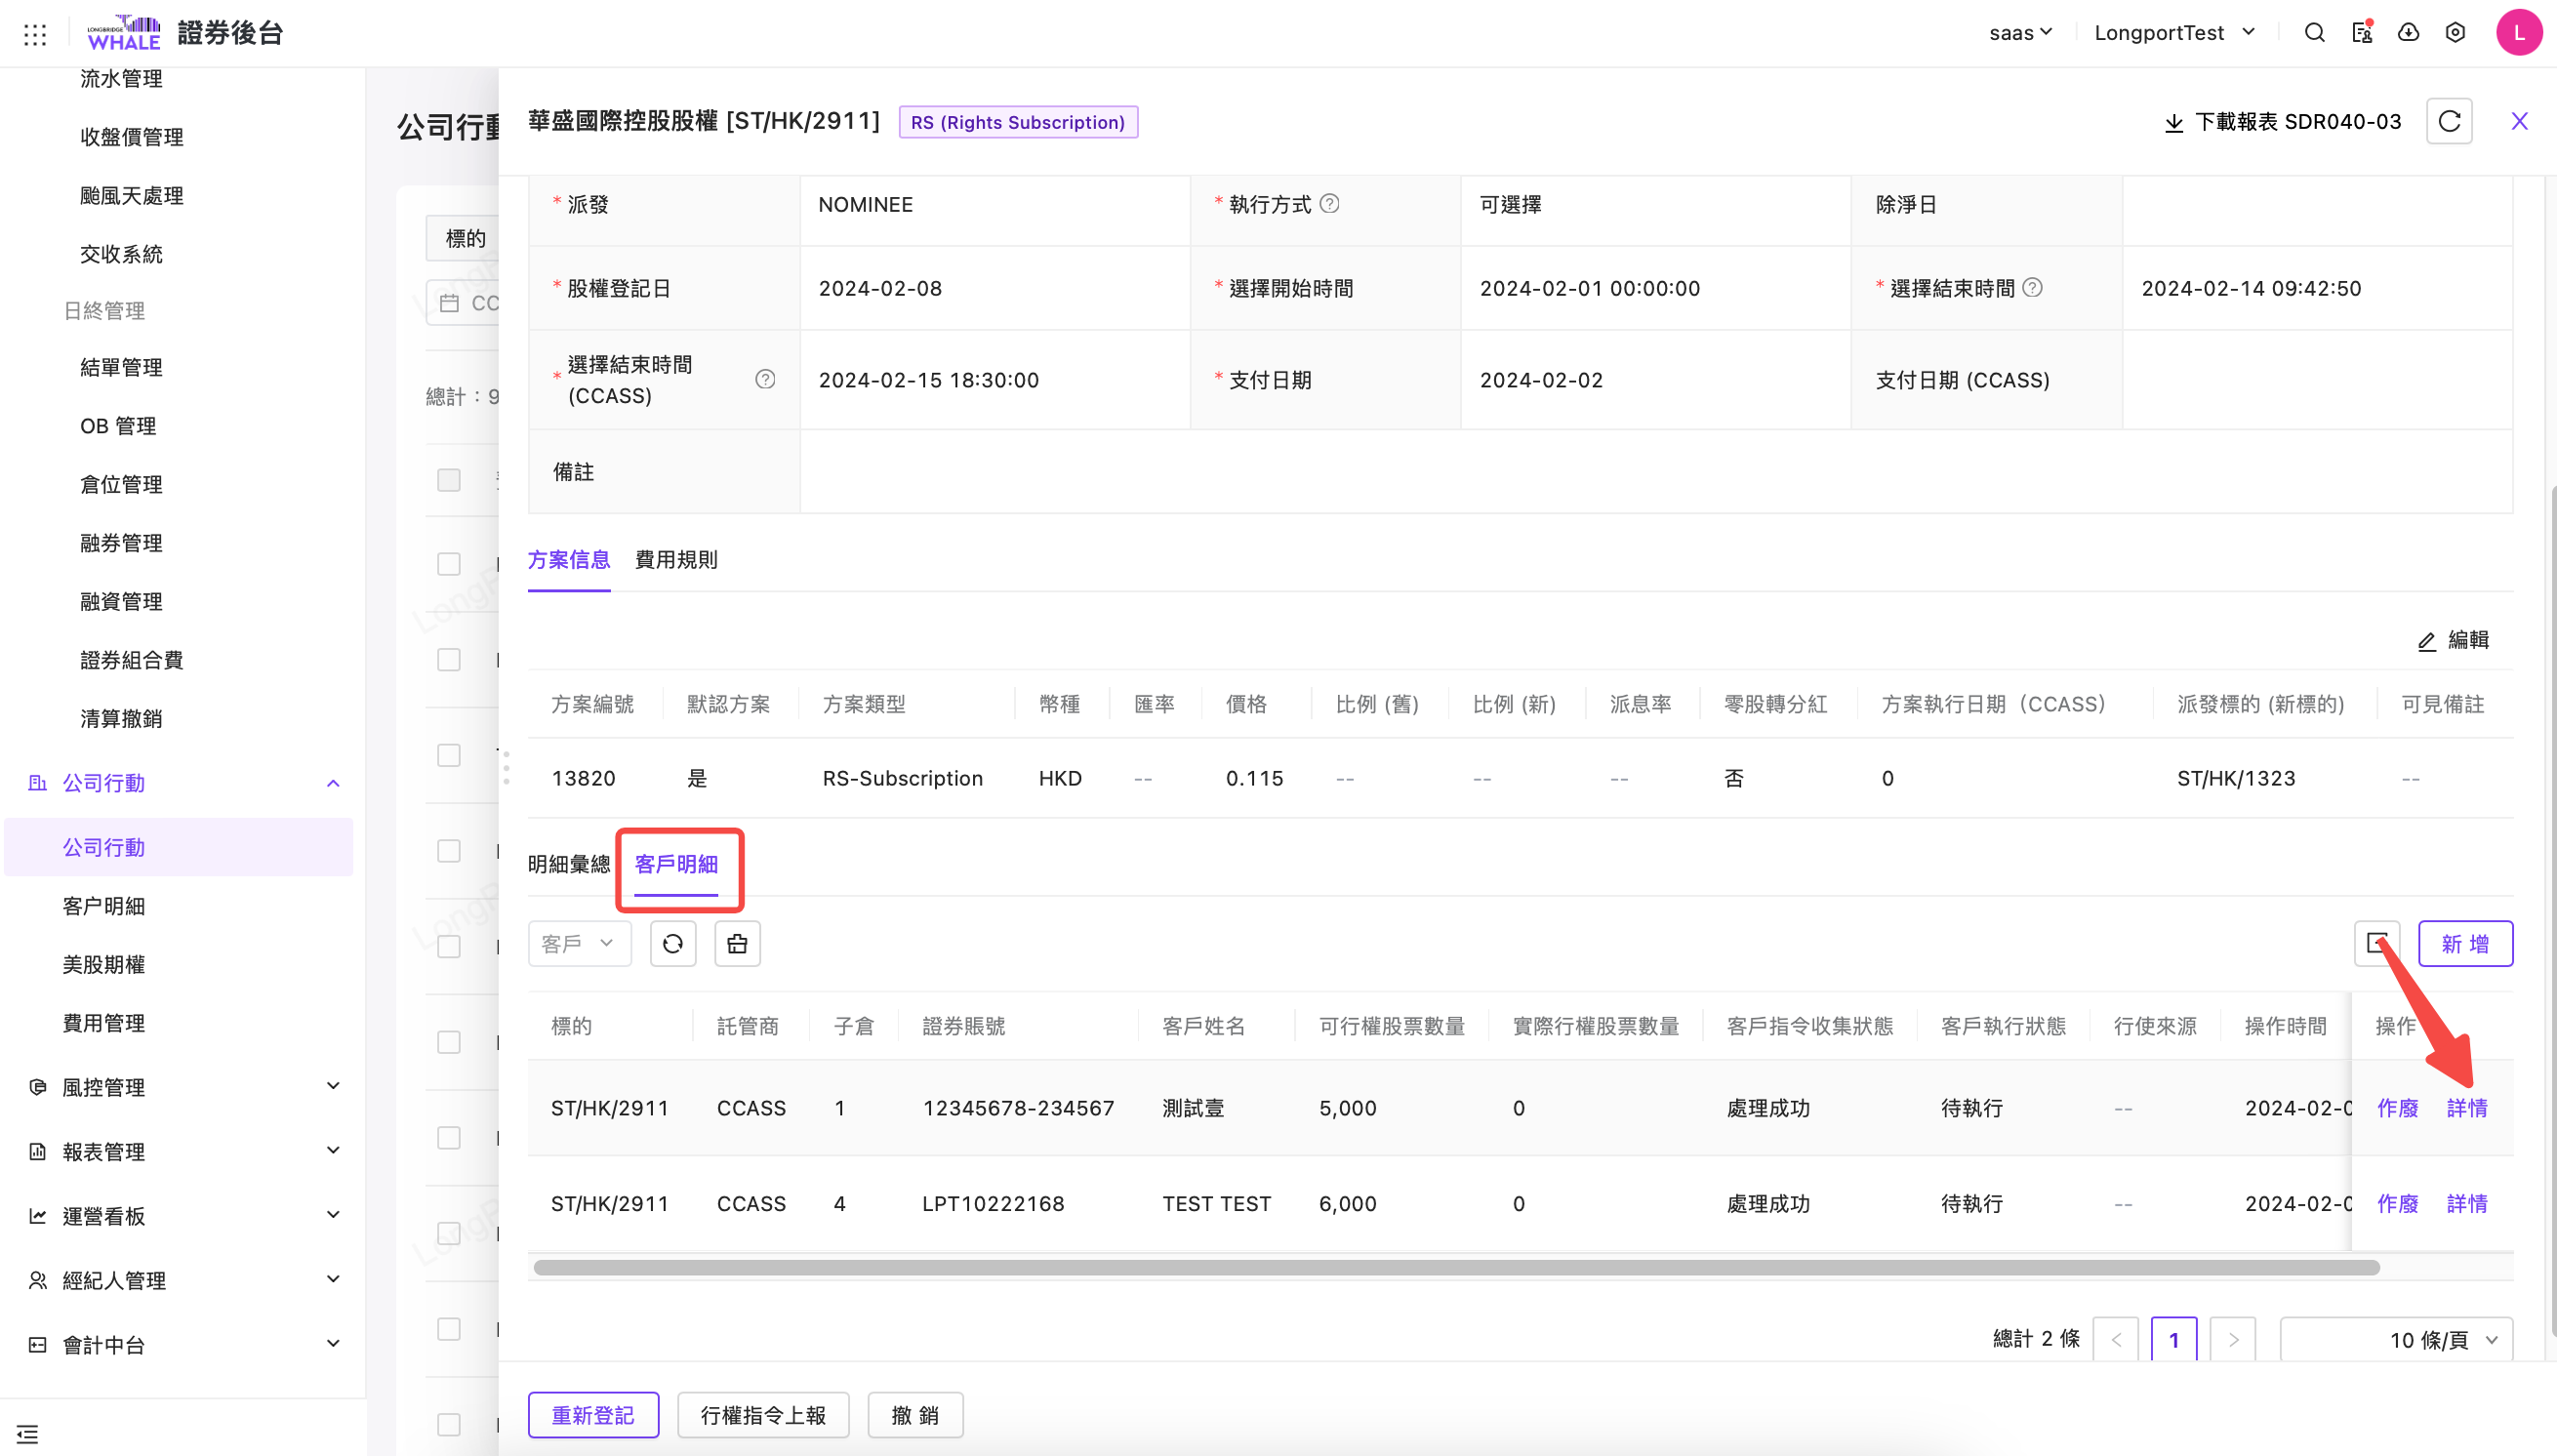 LONGBRIDGE
WHALE
證券後台
saas
LongportTest
L
流水管理
收盤價管理
颱風天處理
交收系統
日終管理
結單管理
OB 管理
倉位管理
融券管理
融資管理
證券組合費
清算撤銷
公司行動
公司行動
客户明細
美股期權
費用管理
風控管理
報表管理
運營看板
經紀人管理
會計中台
公司行動
標的
CC
總計：9
華盛國際控股股權 [ST/HK/2911]
RS (Rights Subscription)
下載報表 SDR040-03
* 派發 NOMINEE * 執行方式 可選擇 除淨日
* 股權登記日 2024-02-08 * 選擇開始時間 2024-02-01 00:00:00 * 選擇結束時間 2024-02-14 09:42:50
* 選擇結束時間 (CCASS) 2024-02-15 18:30:00 * 支付日期 2024-02-02 支付日期 (CCASS)
備註
方案信息 費用規則
編輯
方案編號 默認方案 方案類型 幣種 匯率 價格 比例 (舊) 比例 (新) 派息率 零股轉分紅 方案執行日期（CCASS） 派發標的 (新標的) 可見備註
13820 是 RS-Subscription HKD -- 0.115 -- -- -- 否 0 ST/HK/1323 --
明細彙總 客戶明細
客戶
新 增
標的 託管商 子倉 證券賬號 客戶姓名 可行權股票數量 實際行權股票數量 客戶指令收集狀態 客戶執行狀態 行使來源 操作時間 操作
ST/HK/2911 CCASS 1 12345678-234567 測試壹 5,000 0 處理成功 待執行 -- 2024-02-0 作廢 詳情
ST/HK/2911 CCASS 4 LPT10222168 TEST TEST 6,000 0 處理成功 待執行 -- 2024-02-0 作廢 詳情
總計 2 條 1 10 條/頁
重新登記 行權指令上報 撤 銷